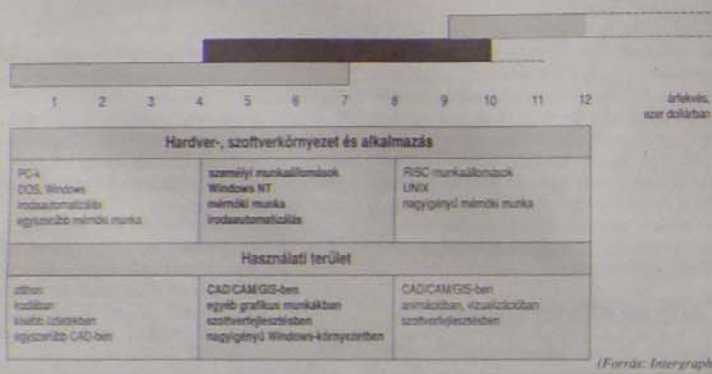 1 2 3 4 5 6 7 8 9 10 11 12 árfekvés,
ezer dollárban
Hardver-, szoftverkörnyezet és alkalmazás
PC-k
DOS, Windows
irodaautomatizálás
egyszerűbb mérnöki munka
személyi munkaállomások
Windows NT
mérnöki munka
irodaautomatizálás
RISC-munkaállomások
UNIX
nagyigényű mérnöki munka
Használati terület
otthon
irodában
kisebb üzletekben
egyszerűbb CAD-ben
CAD/CAM/GIS-ben
egyéb grafikus munkákban
szoftverfejlesztésben
nagyigényű Windows-környezetben
CAD/CAM/GIS-ben
animációban, vizualizációban
szoftverfejlesztésben
(Forrás: Intergraph